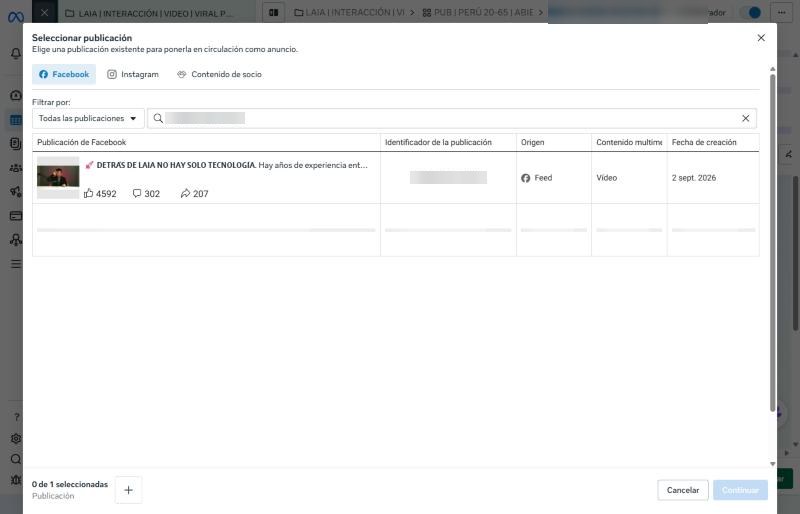 LAIA | INTERACCIÓN | VIDEO | VIRAL P...
LAIA | INTERACCIÓN | VI
PUB | PERÚ 20-65 | ABIE
ador
Seleccionar publicación
Elige una publicación existente para ponerla en circulación como anuncio.
Facebook
Instagram
Contenido de socio
Filtrar por:
Todas las publicaciones
Publicación de Facebook
Identificador de la publicación
Origen
Contenido multime
Fecha de creación
🚀 DETRÁS DE LAIA NO HAY SOLO TECNOLOGÍA. Hay años de experiencia ent...
4592
302
207
Feed
Vídeo
2 sept. 2026
0 de 1 seleccionadas
Publicación
Cancelar
Continuar
ar